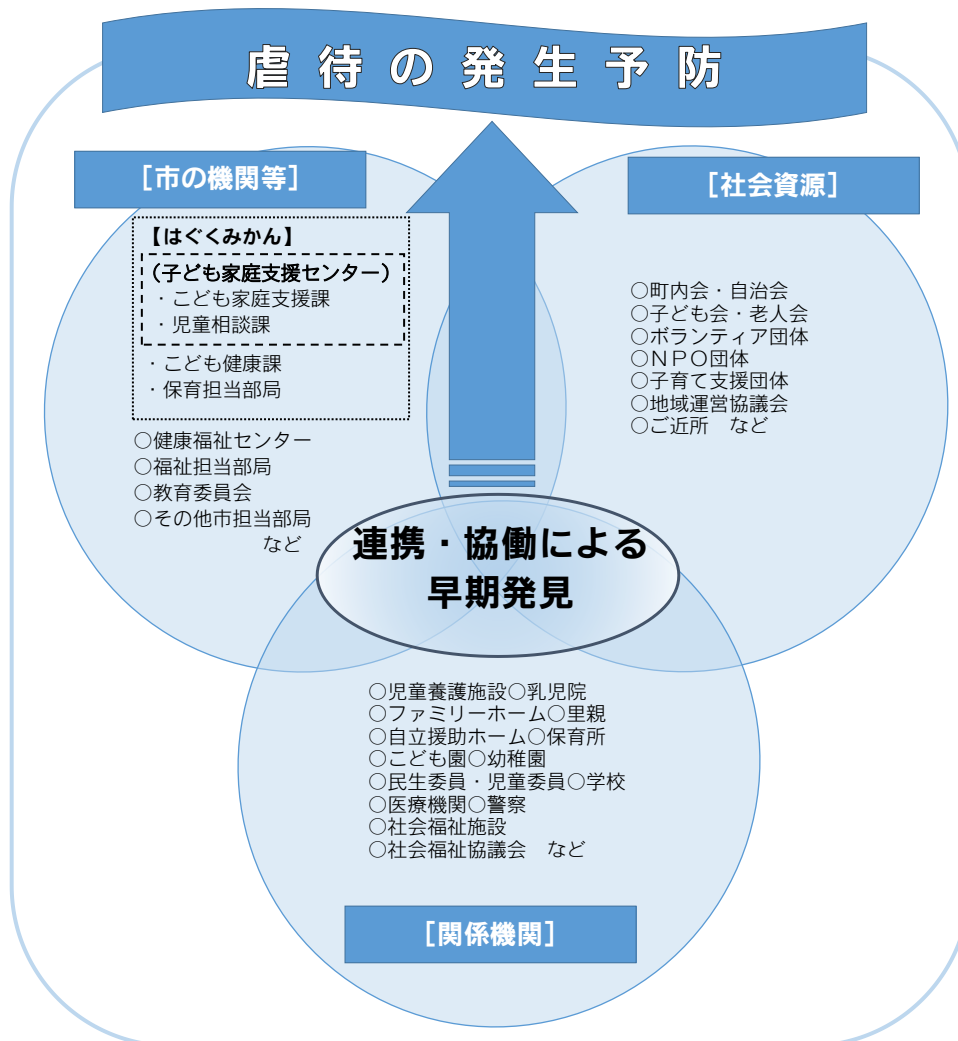 虐待の発生予防
［市の機関等］
【はぐくみかん】
（子ども家庭支援センター）
・こども家庭支援課
・児童相談課
・こども健康課
・保育担当部局
○健康福祉センター
○福祉担当部局
○教育委員会
○その他市担当部局
など
［社会資源］
○町内会・自治会
○子ども会・老人会
○ボランティア団体
○ＮＰＯ団体
○子育て支援団体
○地域運営協議会
○ご近所　など
連携・協働による
早期発見
○児童養護施設○乳児院
○ファミリーホーム○里親
○自立援助ホーム○保育所
○こども園○幼稚園
○民生委員・児童委員○学校
○医療機関○警察
○社会福祉施設
○社会福祉協議会　など
［関係機関］